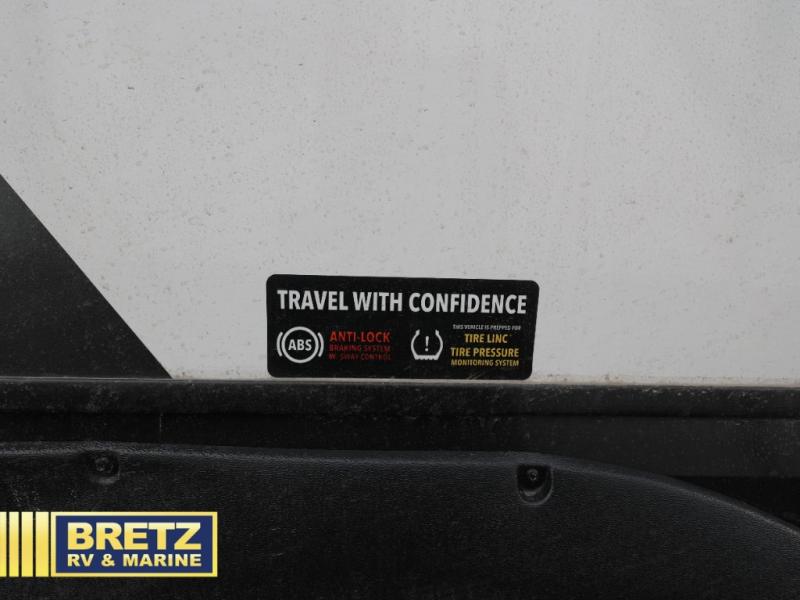 TRAVEL WITH CONFIDENCE
ABS
ANTI-LOCK
BRAKING SYSTEM
W. SWAY CONTROL
!
THIS VEHICLE IS PREPPED FOR
TIRE LINC™
TIRE PRESSURE
MONITORING SYSTEM
BRETZ
RV & MARINE